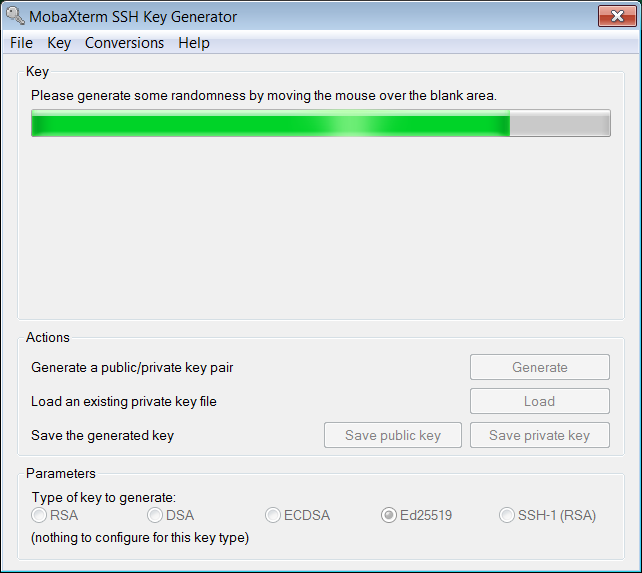 MobaXterm SSH Key Generator
File Key Conversions Help
Key
Please generate some randomness by moving the mouse over the blank area.
Actions
Generate a public/private key pair Generate
Load an existing private key file Load
Save the generated key Save public key Save private key
Parameters
Type of key to generate:
RSA DSA ECDSA Ed25519 SSH-1 (RSA)
(nothing to configure for this key type)